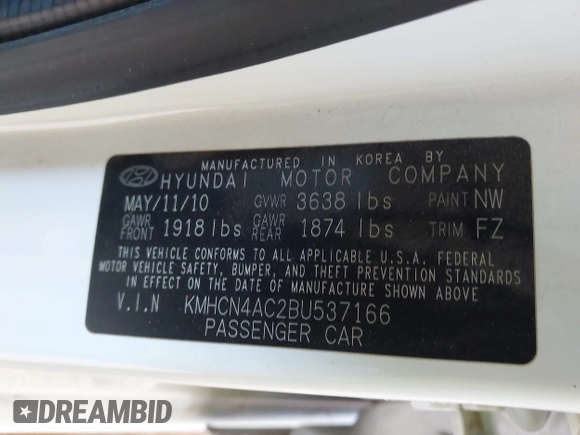 MANUFACTURED IN KOREA BY
HYUNDAI MOTOR COMPANY
MAY/11/10 GVWR 3638 lbs PAINT NW
GAWR FRONT 1918 lbs GAWR REAR 1874 lbs TRIM FZ
THIS VEHICLE CONFORMS TO ALL APPLICABLE U.S.A. FEDERAL
MOTOR VEHICLE SAFETY, BUMPER, AND THEFT PREVENTION STANDARDS
IN EFFECT ON THE DATE OF MANUFACTURE SHOWN ABOVE
V.I.N KMHCN4AC2BU537166
PASSENGER CAR
DREAMBID